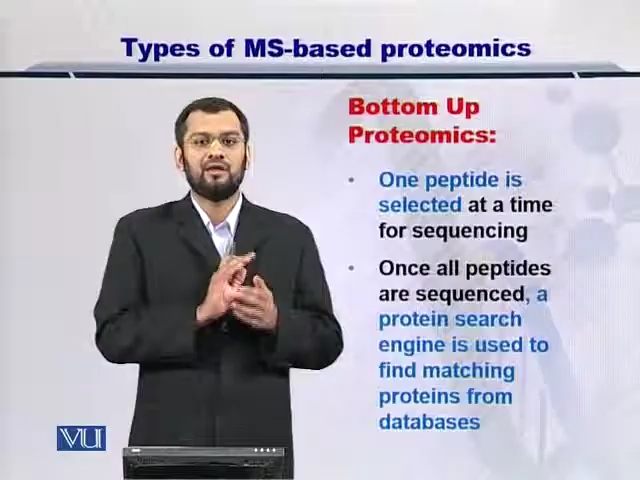 Types of MS-based proteomics
Bottom Up
Proteomics:
• One peptide is
selected at a time
for sequencing
• Once all peptides
are sequenced, a
protein search
engine is used to
find matching
proteins from
databases
VU